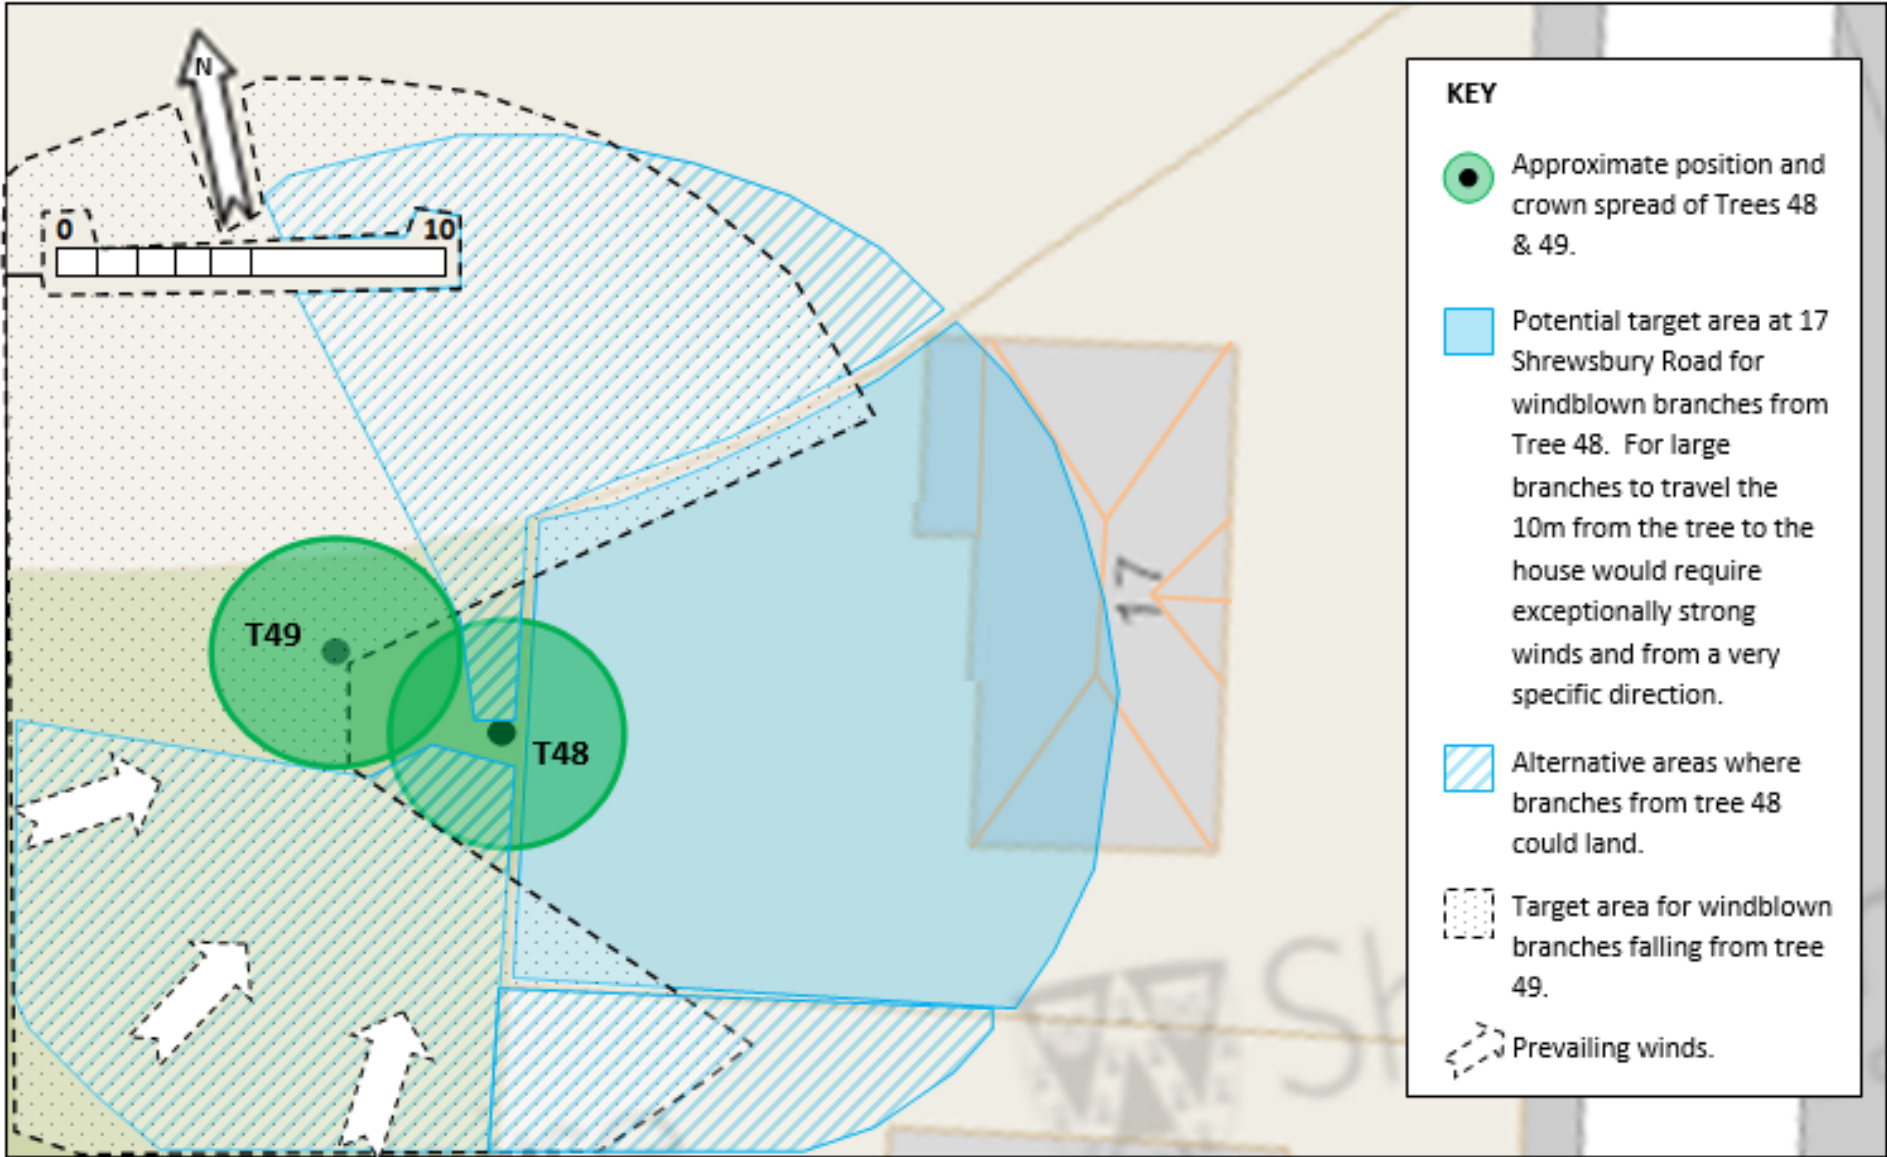 N
0
10
T49
T48
17
Sh
KEY
Approximate position and
crown spread of Trees 48
& 49.
Potential target area at 17
Shrewsbury Road for
windblown branches from
Tree 48. For large
branches to travel the
10m from the tree to the
house would require
exceptionally strong
winds and from a very
specific direction.
Alternative areas where
branches from tree 48
could land.
Target area for windblown
branches falling from tree
49.
Prevailing winds.